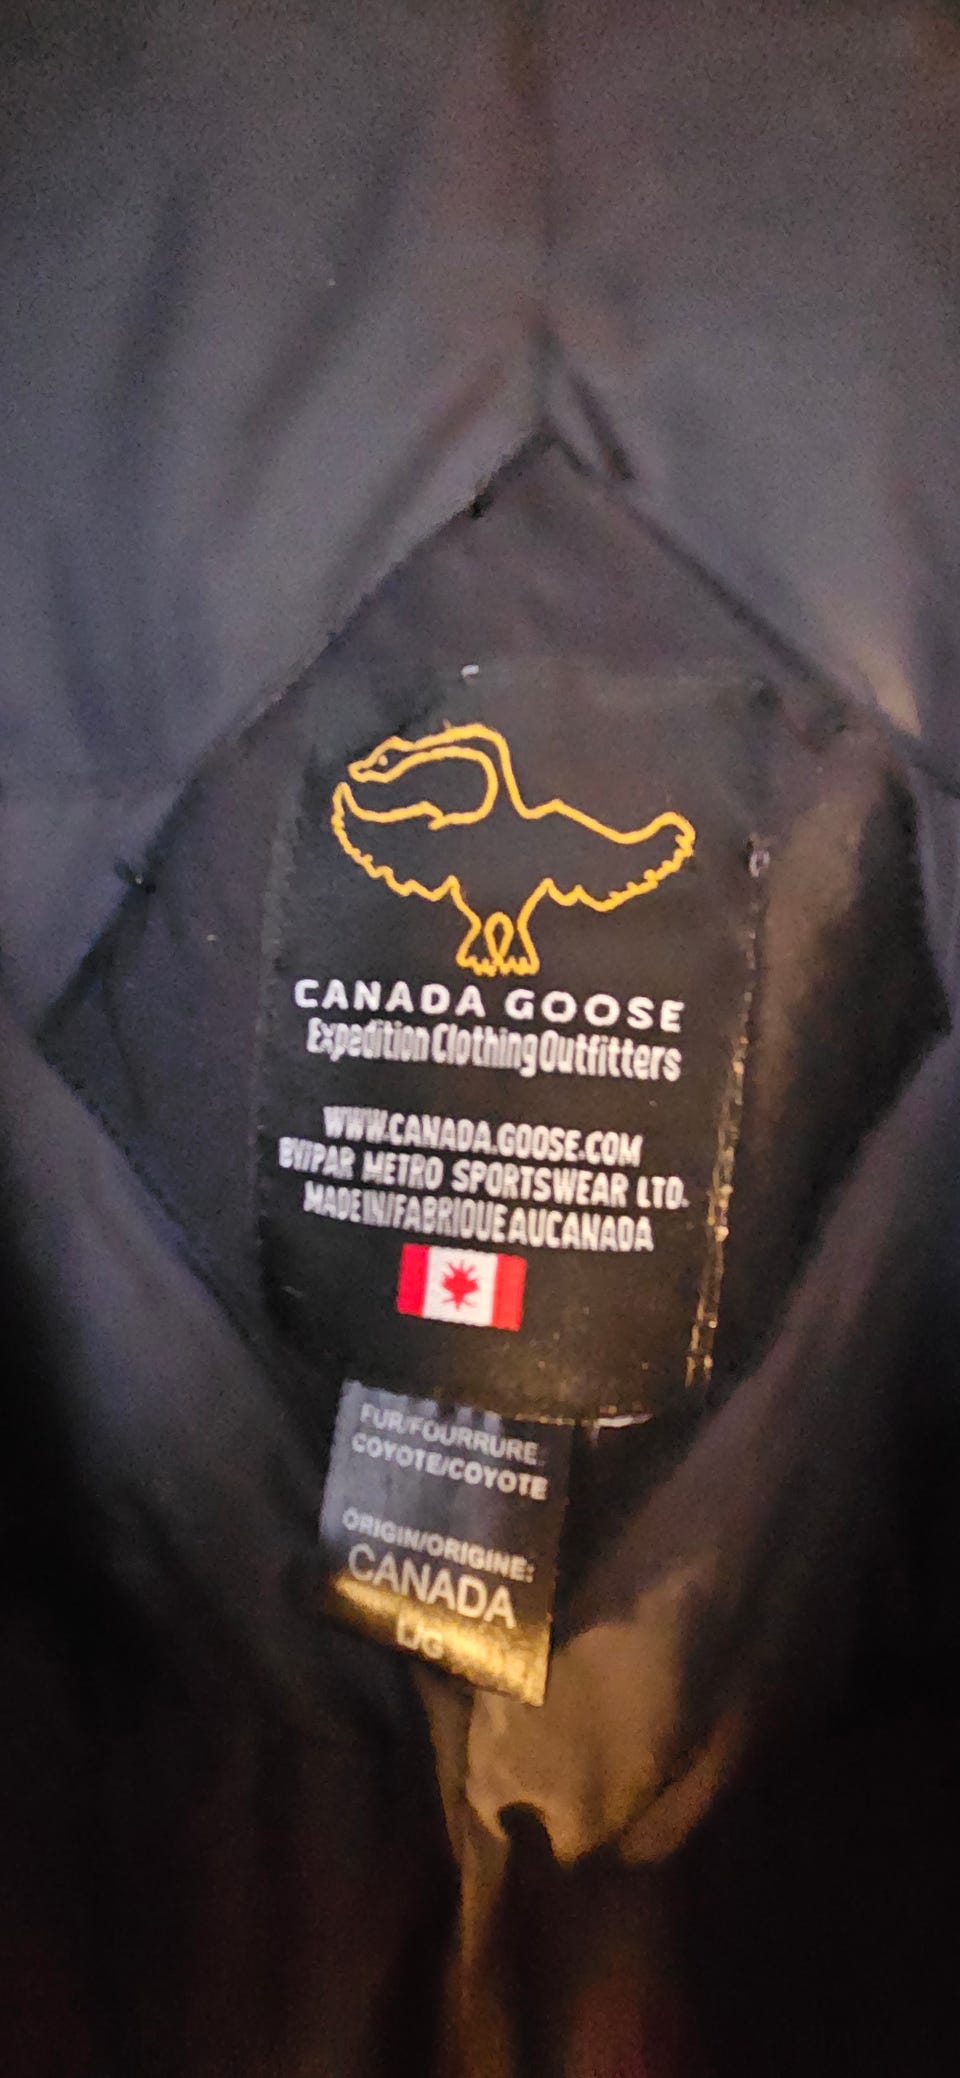 CANADA GOOSE
Expedition Clothing Outfitters
WWW.CANADA.GOOSE.COM
BY/PAR METRO SPORTSWEAR LTD.
MADE IN/FABRIQUE AU CANADA
FUR/FOURRURE:
COYOTE/COYOTE
ORIGIN/ORIGINE:
CANADA
L/G